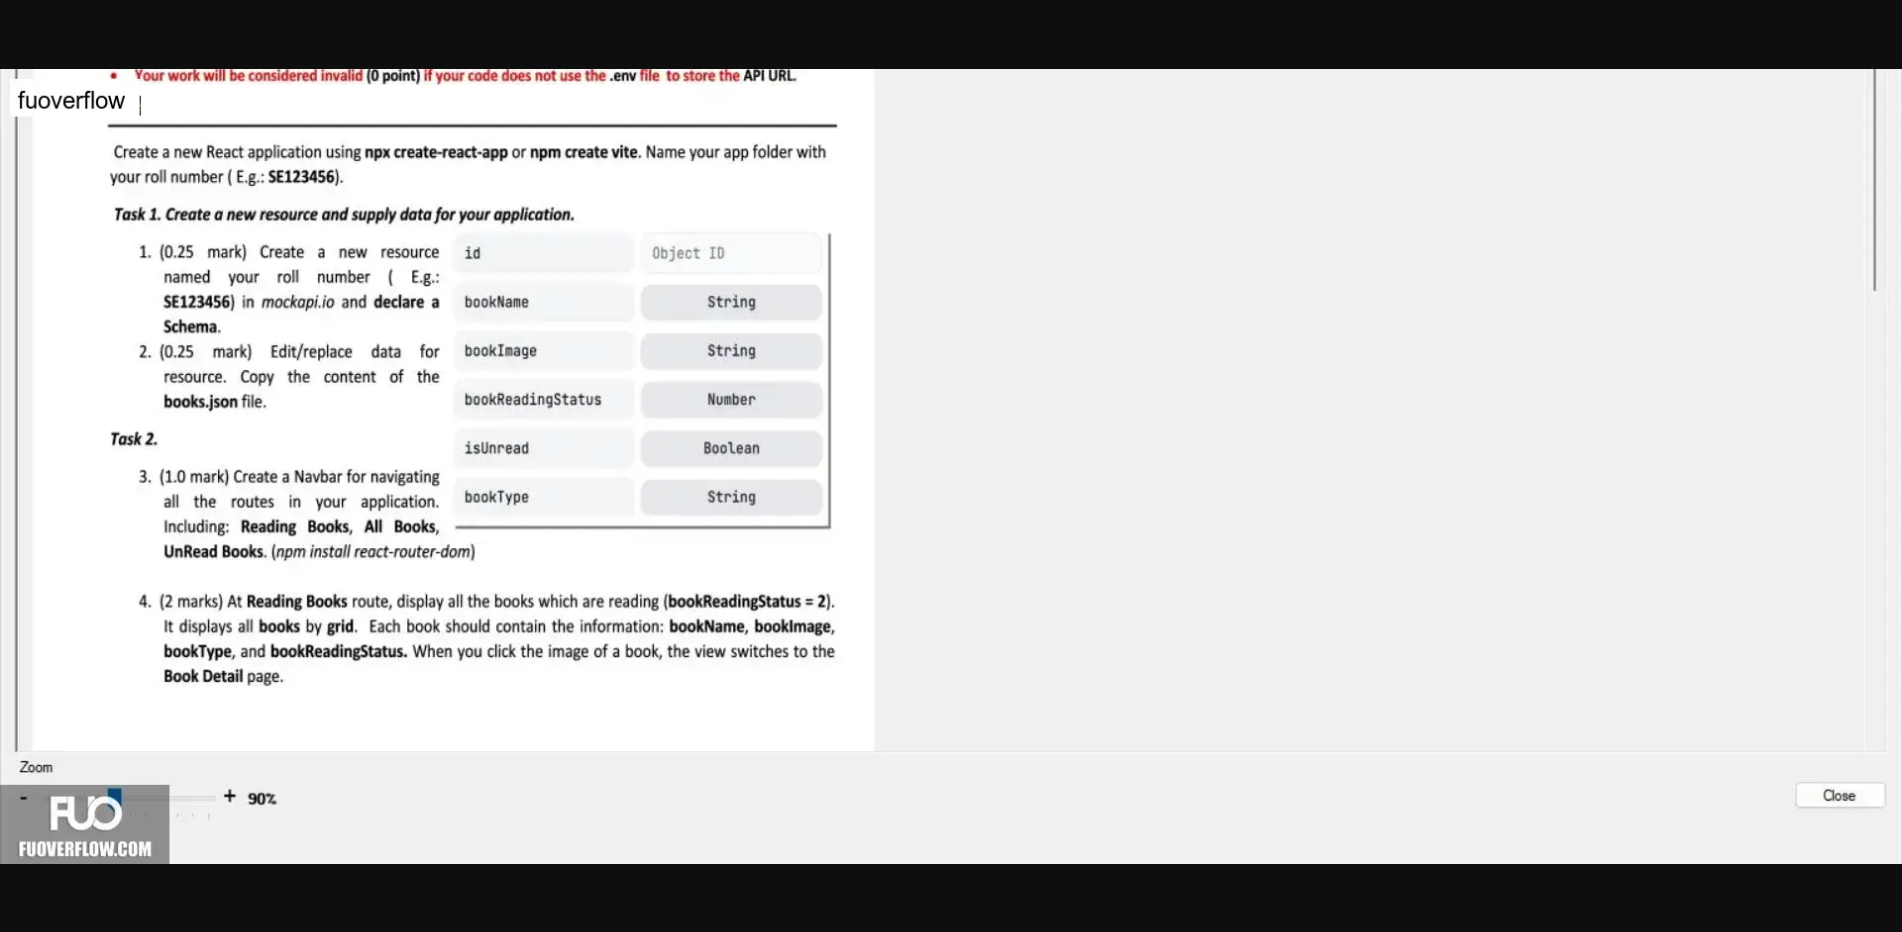 • Your work will be considered invalid (0 point) if your code does not use the .env file to store the API URL.
fuoverflow
Create a new React application using npx create-react-app or npm create vite. Name your app folder with
your roll number ( E.g.: SE123456).
Task 1. Create a new resource and supply data for your application.
1. (0.25 mark) Create a new resource
named your roll number ( E.g.:
SE123456) in mockapi.io and declare a
Schema.
2. (0.25 mark) Edit/replace data for
resource. Copy the content of the
books.json file.
id Object ID
bookName String
bookImage String
bookReadingStatus Number
isUnread Boolean
bookType String
Task 2.
3. (1.0 mark) Create a Navbar for navigating
all the routes in your application.
Including: Reading Books, All Books,
UnRead Books. (npm install react-router-dom)
4. (2 marks) At Reading Books route, display all the books which are reading (bookReadingStatus = 2).
It displays all books by grid. Each book should contain the information: bookName, bookImage,
bookType, and bookReadingStatus. When you click the image of a book, the view switches to the
Book Detail page.
Zoom
- + 90%
Close
FUO
FUOVERFLOW.COM